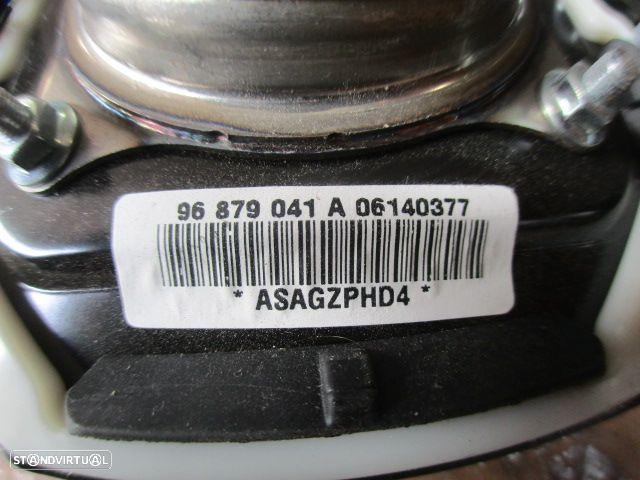 96 879 041 A 06140377
* ASAGZPHD4 *
STANDVIRTUAL